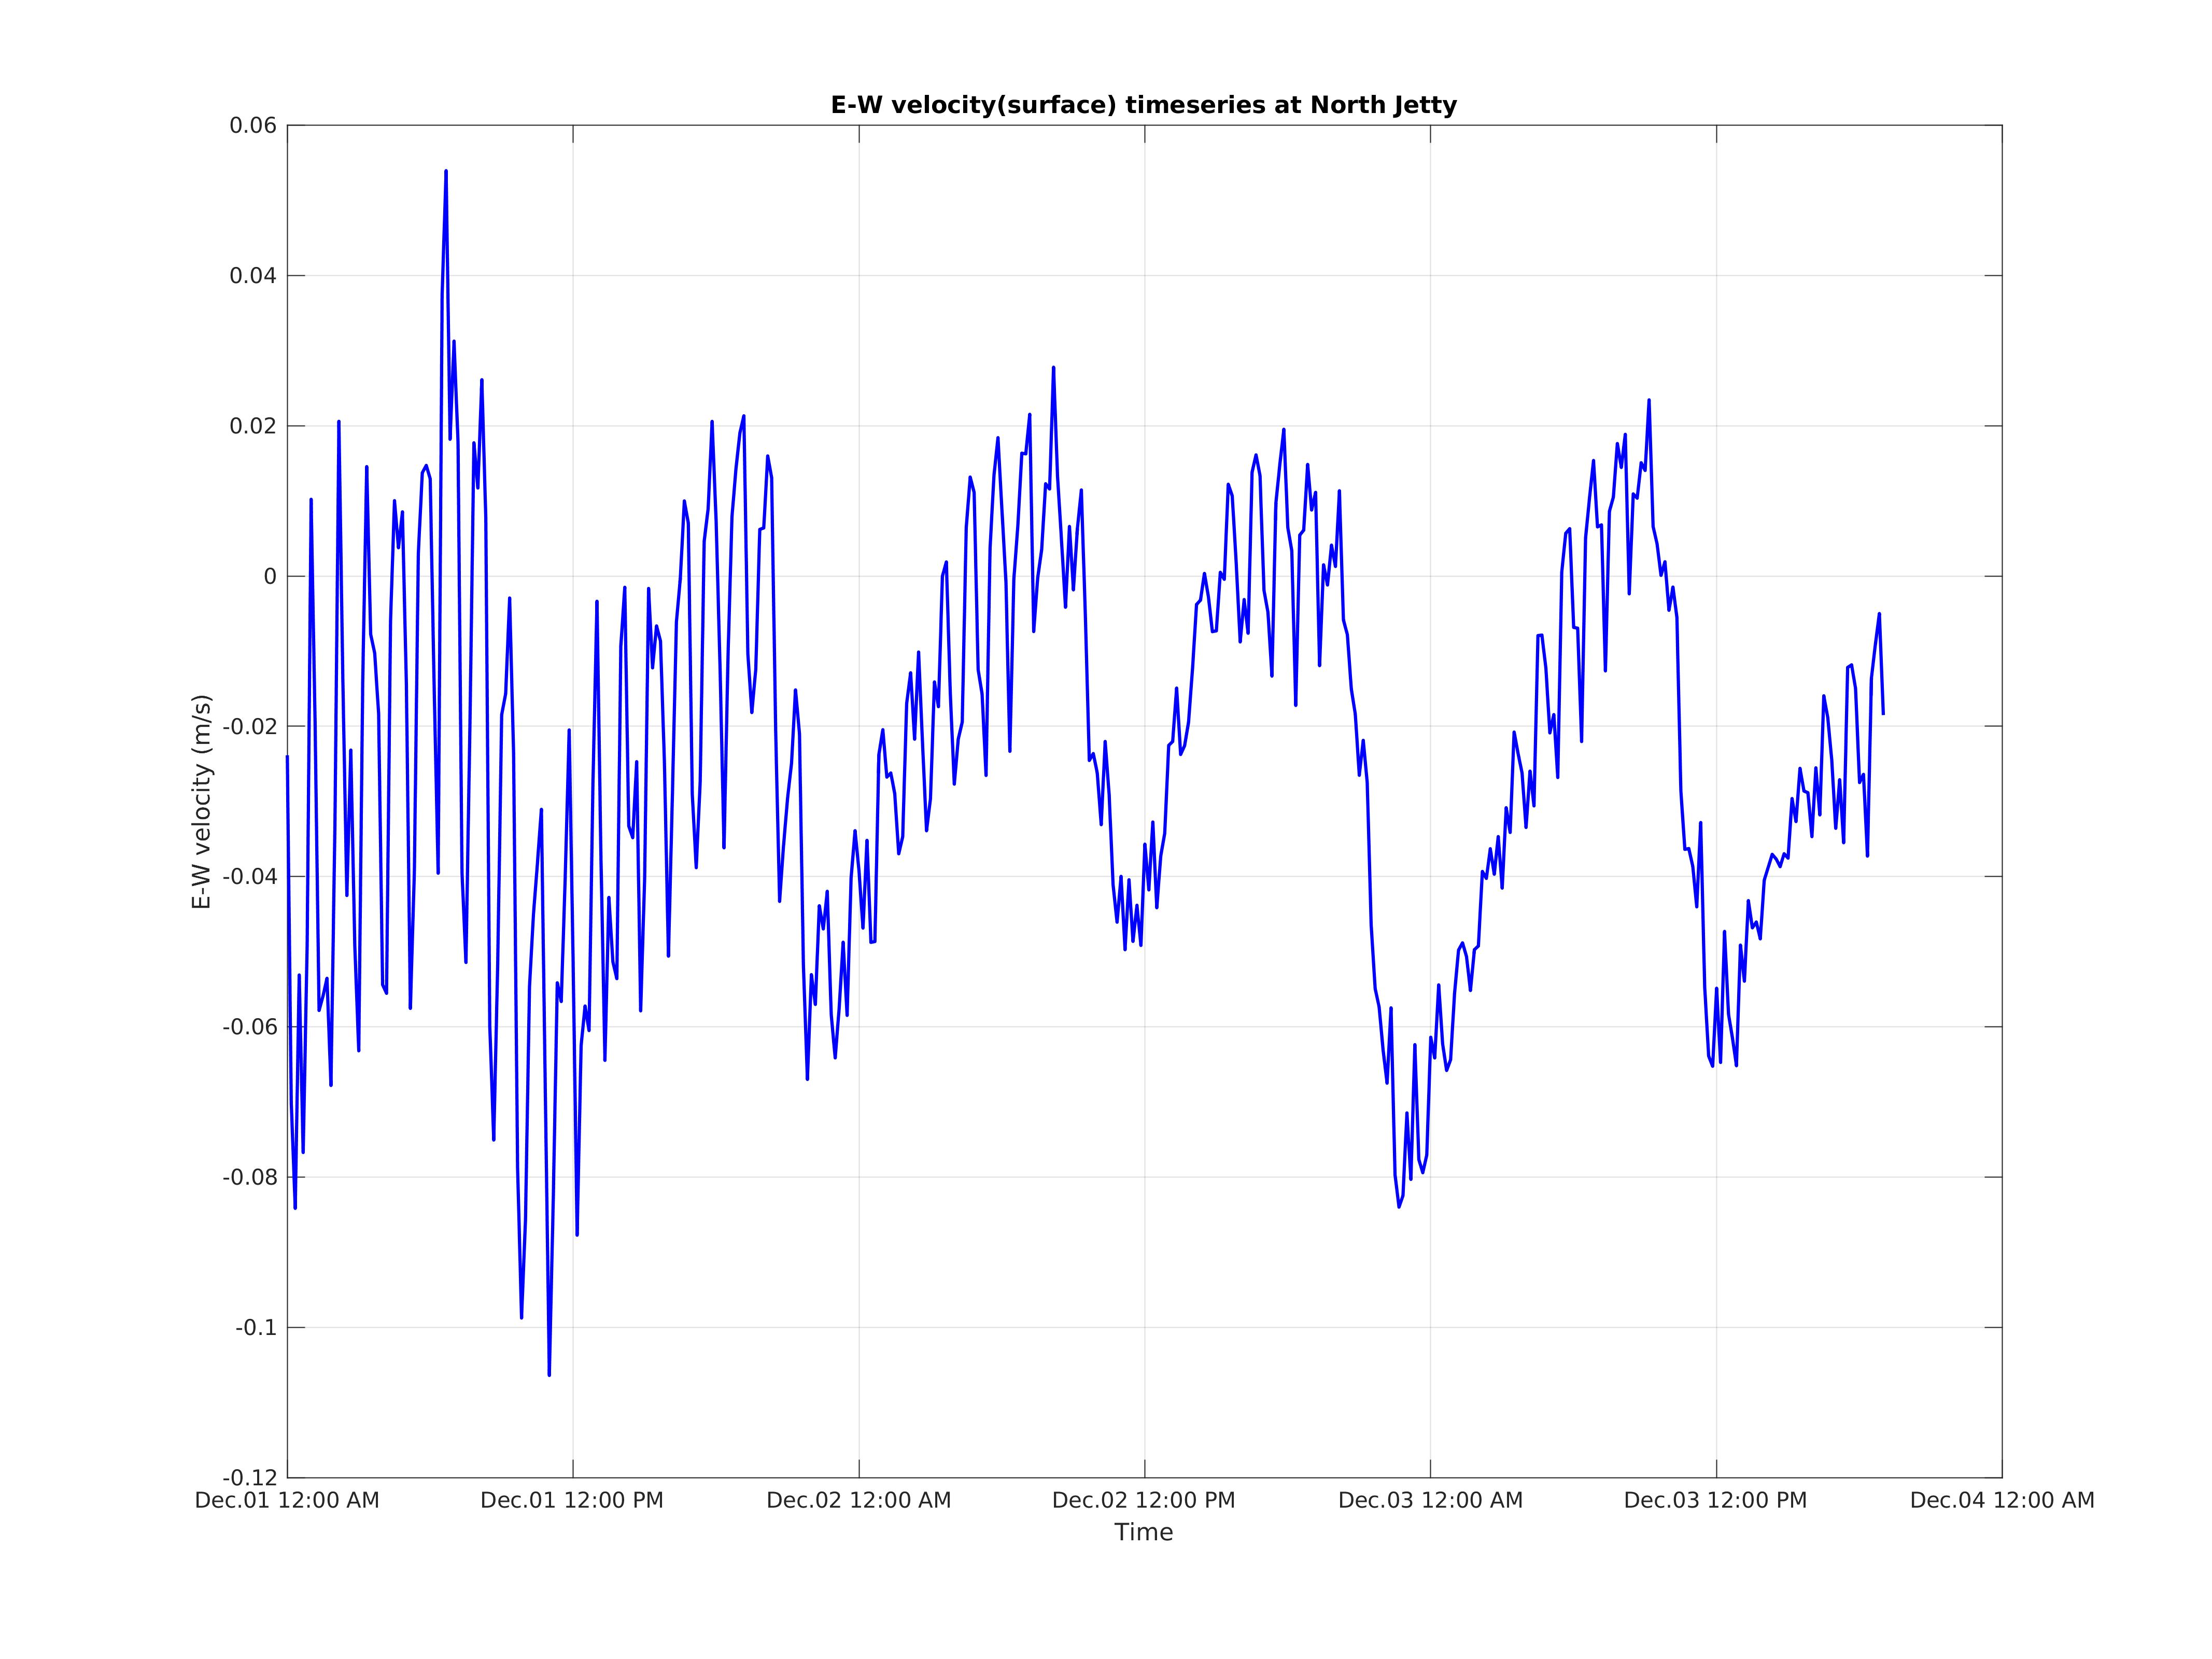 E-W velocity(surface) timeseries at North Jetty
0.06
0.04
0.02
0
-0.02
-0.04
-0.06
-0.08
-0.1
-0.12
E-W velocity (m/s)
Dec.01 12:00 AM Dec.01 12:00 PM Dec.02 12:00 AM Dec.02 12:00 PM Dec.03 12:00 AM Dec.03 12:00 PM Dec.04 12:00 AM
Time